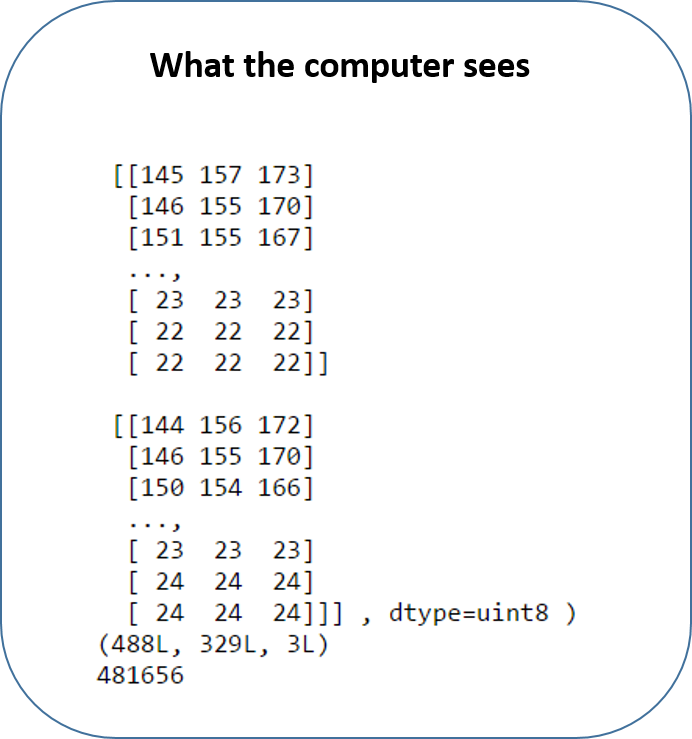 What the computer sees
[[145 157 173]
[146 155 170]
[151 155 167]
...,
[ 23  23  23]
[ 22  22  22]
[ 22  22  22]]
[[144 156 172]
[146 155 170]
[150 154 166]
...,
[ 23  23  23]
[ 24  24  24]
[ 24  24  24]]] , dtype=uint8 )
(488L, 329L, 3L)
481656